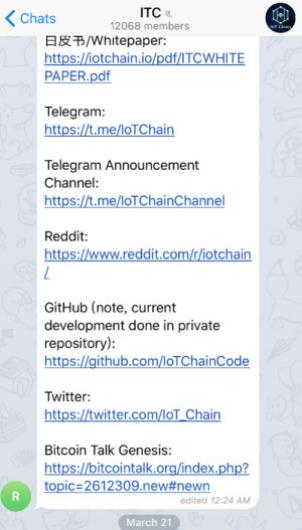 Chats
ITC
12068 members
白皮书/Whitepaper:
https://iotchain.io/pdf/ITCWHITE
PAPER.pdf
Telegram:
https://t.me/IoTChain
Telegram Announcement
Channel:
https://t.me/IoTChainChannel
Reddit:
https://www.reddit.com/r/iotchain
/
GitHub (note, current
development done in private
repository):
https://github.com/IoTChainCode
Twitter:
https://twitter.com/IoT_Chain
Bitcoin Talk Genesis:
https://bitcointalk.org/index.php?
topic=2612309.new#newn
edited 12:24 AM
R
March 21